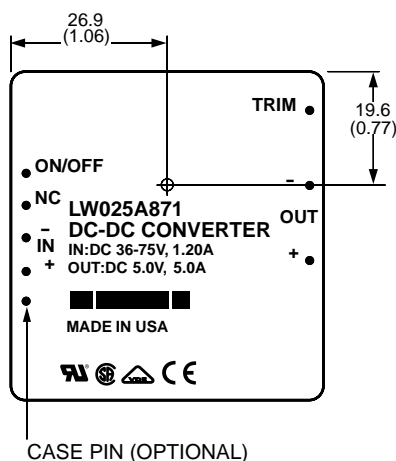 26.9
(1.06)
TRIM
19.6
(0.77)
ON/OFF
NC
–
IN
+
-
OUT
+
LW025A871
DC-DC CONVERTER
IN:DC 36-75V, 1.20A
OUT:DC 5.0V, 5.0A
MADE IN USA
CE
CASE PIN (OPTIONAL)